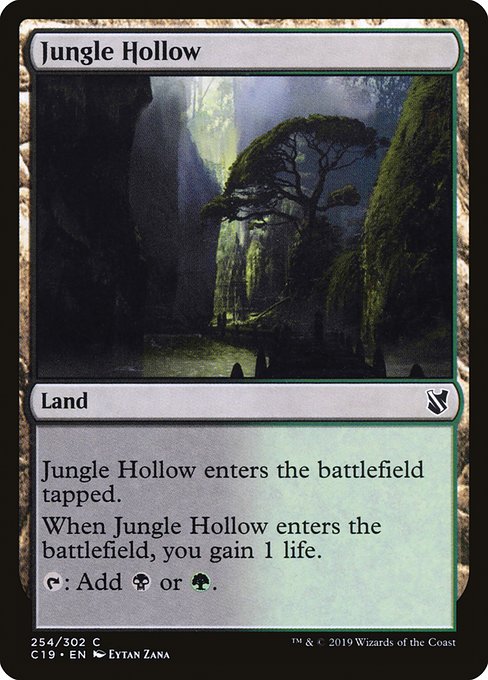 Jungle Hollow
Land
Jungle Hollow enters the battlefield
tapped.
When Jungle Hollow enters the
battlefield, you gain 1 life.
: Add or .
254/302 C
™ & © 2019 Wizards of the Coast
C19 • EN Eytan Zana